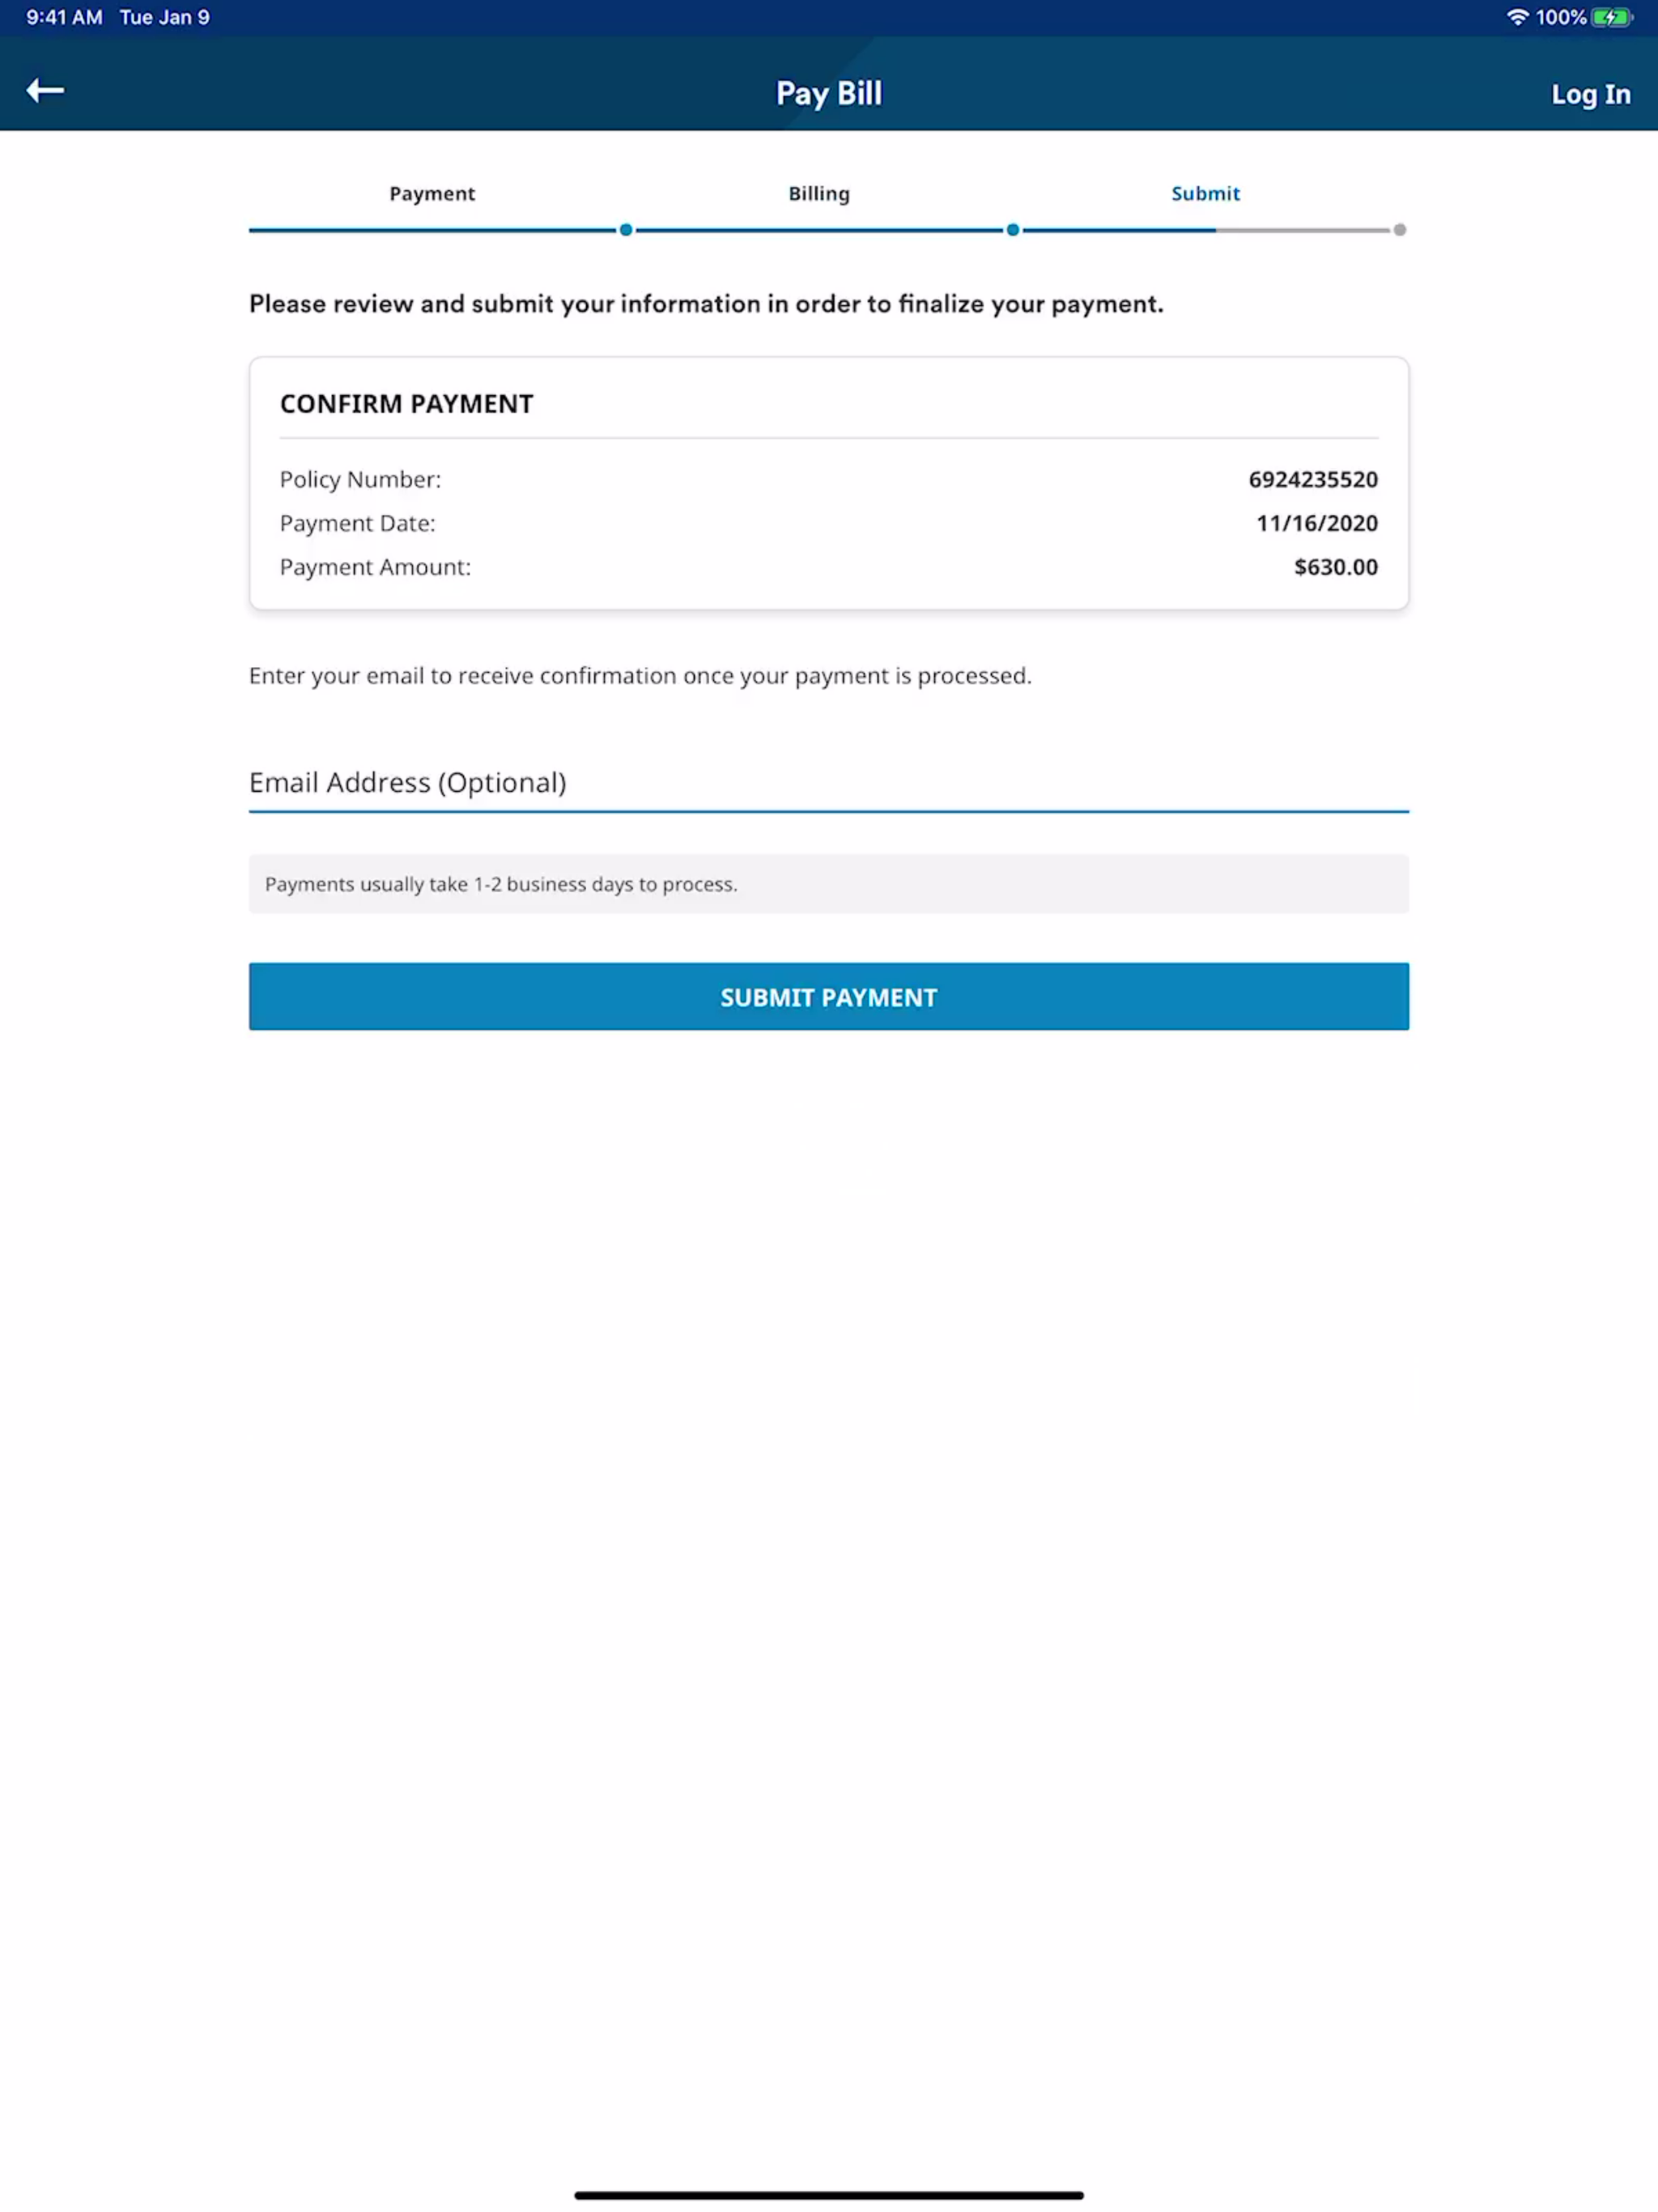 9:41 AM Tue Jan 9 100%
Pay Bill Log In
Payment Billing Submit
Please review and submit your information in order to finalize your payment.
CONFIRM PAYMENT
Policy Number: 6924235520
Payment Date: 11/16/2020
Payment Amount: $630.00
Enter your email to receive confirmation once your payment is processed.
Email Address (Optional)
Payments usually take 1-2 business days to process.
SUBMIT PAYMENT